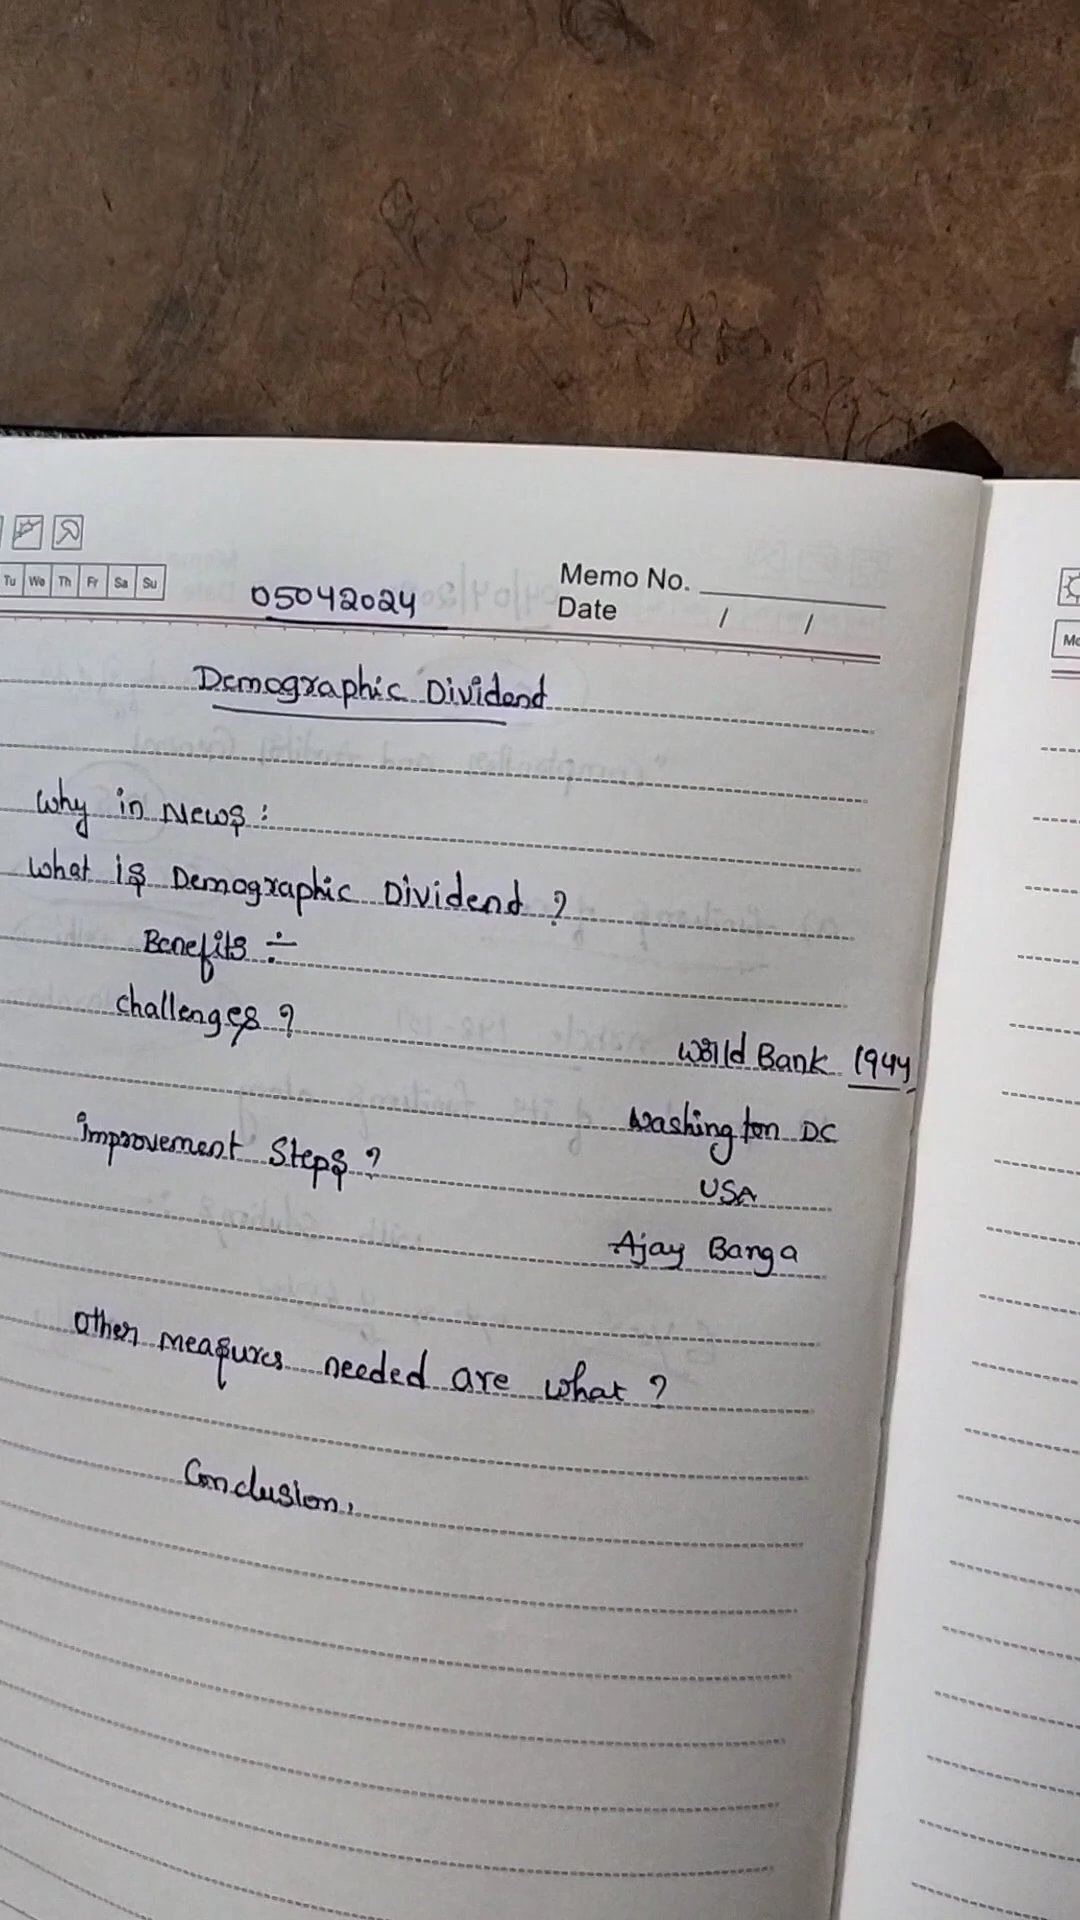 Tu We Th Fr Sa Su
Memo No.
05042024
Date / /
Mo
Demographic Dividend
Why in News :
What is Demographic Dividend ?
Benefits ÷
challenges ?
World Bank 1944
Washington DC
Improvement Steps ?
USA
Ajay Banga
Other measures needed are what ?
Conclusion.